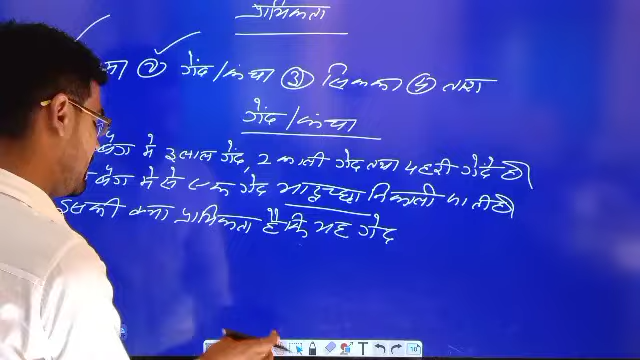 प्रायिकता
② गेंद/कंचा ③ सिक्का ④ ताश
गेंद/कंचा
बैग में 3 लाल गेंद, 2 काली गेंद तथा 4 हरी गेंदें हैं।
बैग में से एक गेंद यादृच्छया निकाली जाती है।
इसकी क्या प्रायिकता है कि यह गेंद